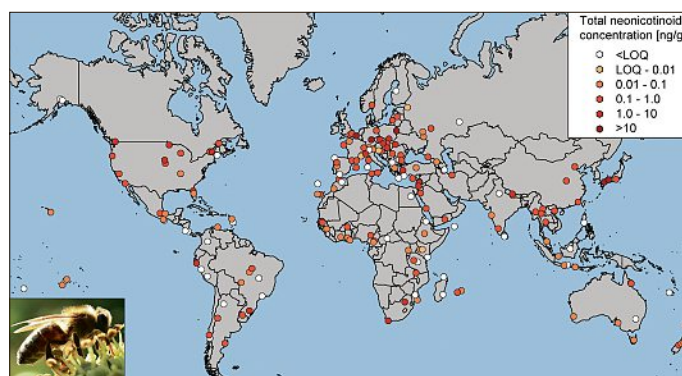 Total neonicotinoid
concentration [ng/g]
<LOQ
LOQ - 0.01
0.01 - 0.1
0.1 - 1.0
1.0 - 10
>10